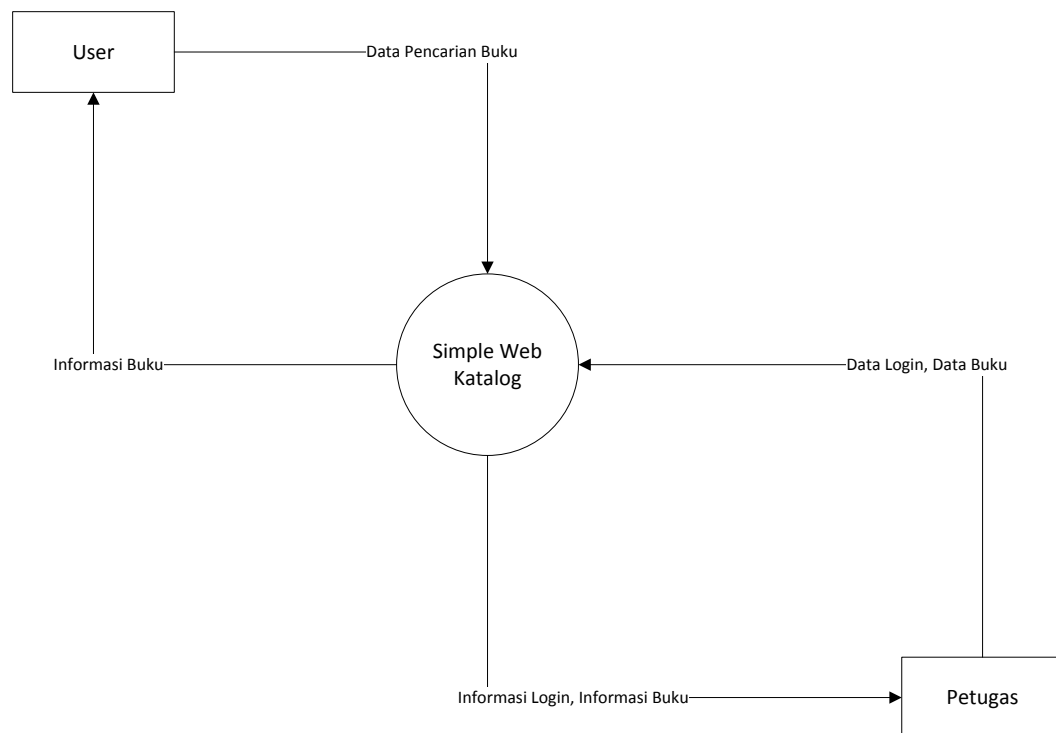 User
Data Pencarian Buku
Simple Web
Katalog
Informasi Buku
Data Login, Data Buku
Informasi Login, Informasi Buku
Petugas